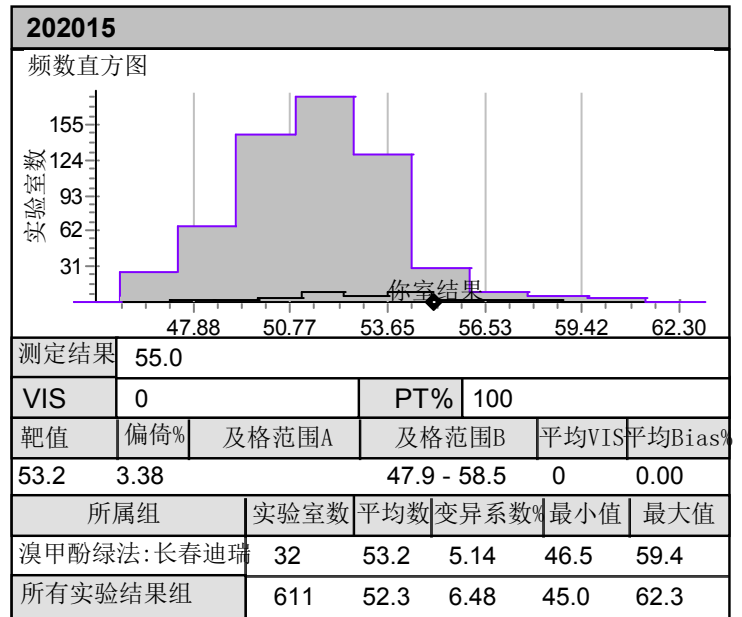 202015
频数直方图
实验室数
155
124
93
62
31
你室结果
47.88 50.77 53.65 56.53 59.42 62.30
测定结果 55.0
VIS 0 PT% 100
靶值 偏倚% 及格范围A 及格范围B 平均VIS 平均Bias%
53.2 3.38 47.9 - 58.5 0 0.00
所属组 实验室数 平均数 变异系数% 最小值 最大值
溴甲酚绿法:长春迪瑞 32 53.2 5.14 46.5 59.4
所有实验结果组 611 52.3 6.48 45.0 62.3